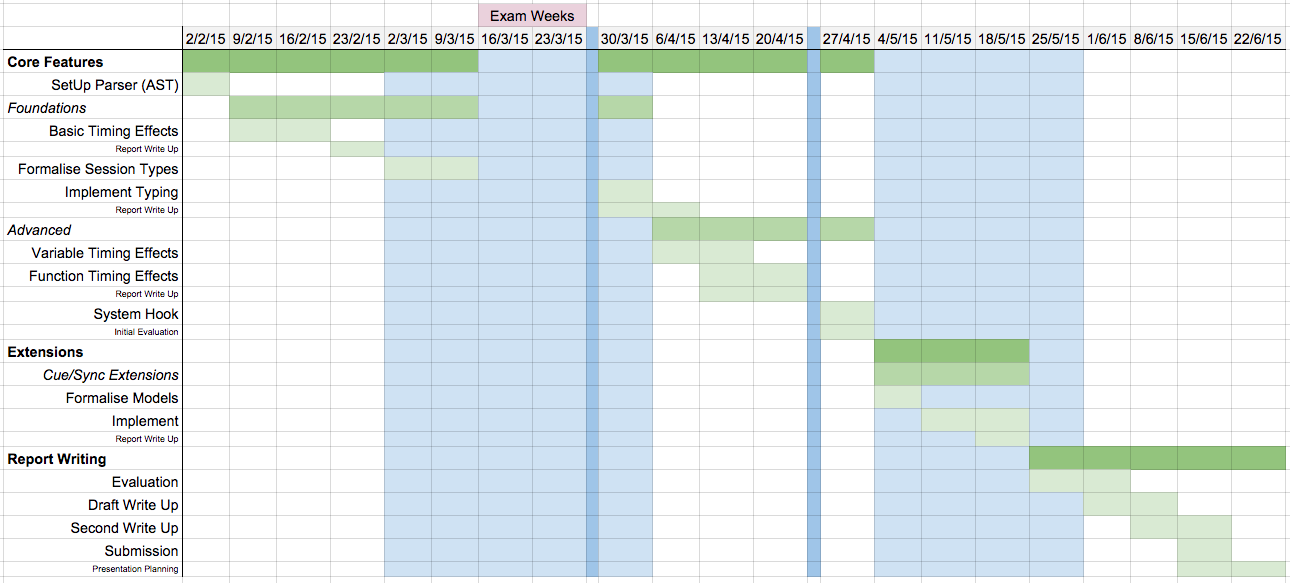 Exam Weeks
2/2/15 9/2/15 16/2/15 23/2/15 2/3/15 9/3/15 16/3/15 23/3/15 30/3/15 6/4/15 13/4/15 20/4/15 27/4/15 4/5/15 11/5/15 18/5/15 25/5/15 1/6/15 8/6/15 15/6/15 22/6/15
Core Features
SetUp Parser (AST)
Foundations
Basic Timing Effects
Report Write Up
Formalise Session Types
Implement Typing
Report Write Up
Advanced
Variable Timing Effects
Function Timing Effects
Report Write Up
System Hook
Initial Evaluation
Extensions
Cue/Sync Extensions
Formalise Models
Implement
Report Write Up
Report Writing
Evaluation
Draft Write Up
Second Write Up
Submission
Presentation Planning